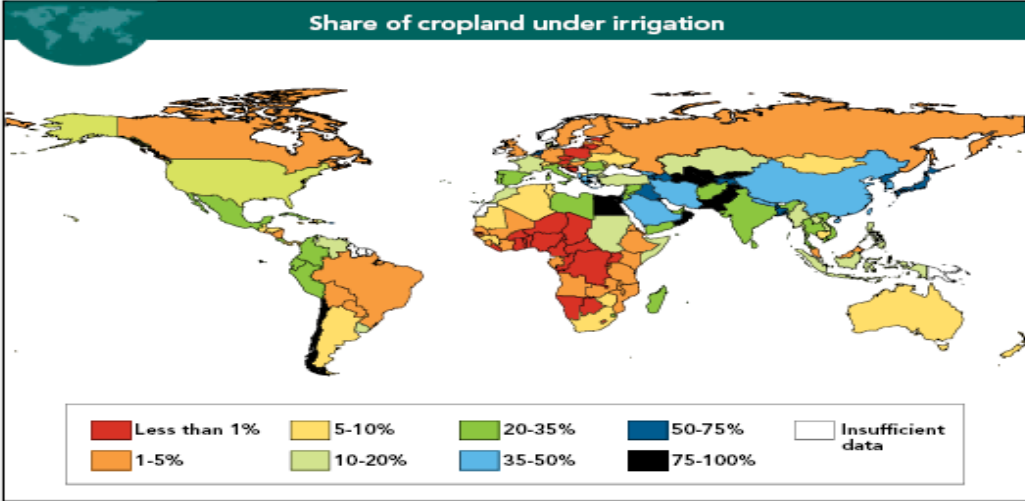 Share of cropland under irrigation
Less than 1% 5-10% 20-35% 50-75% Insufficient
data
1-5% 10-20% 35-50% 75-100%